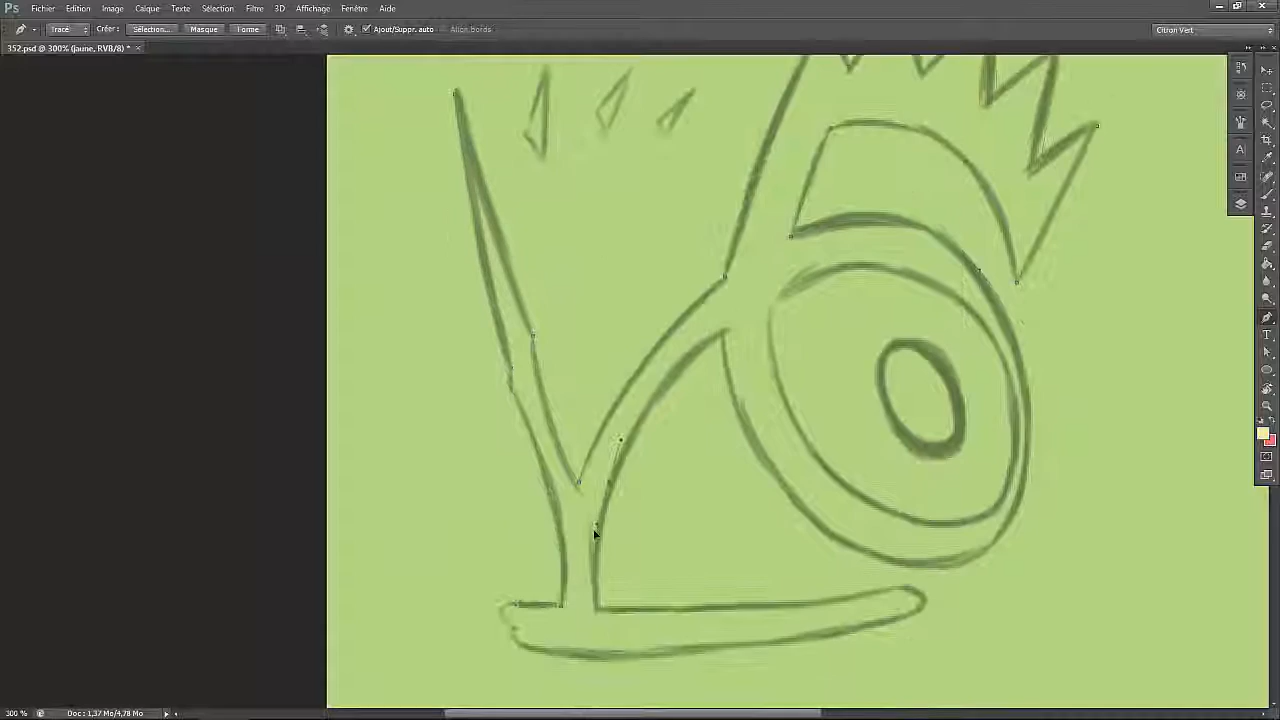 Ps Fichier Edition Image Calque Texte Sélection Filtre 3D Affichage Fenêtre Aide
Tracé Créer : Sélection... Masque Forme Ajout/Suppr. auto Align. bords Citron Vert
352.psd @ 300% (jaune, RVB/8) * ×
300 % Doc : 1,37 Mo/4,78 Mo